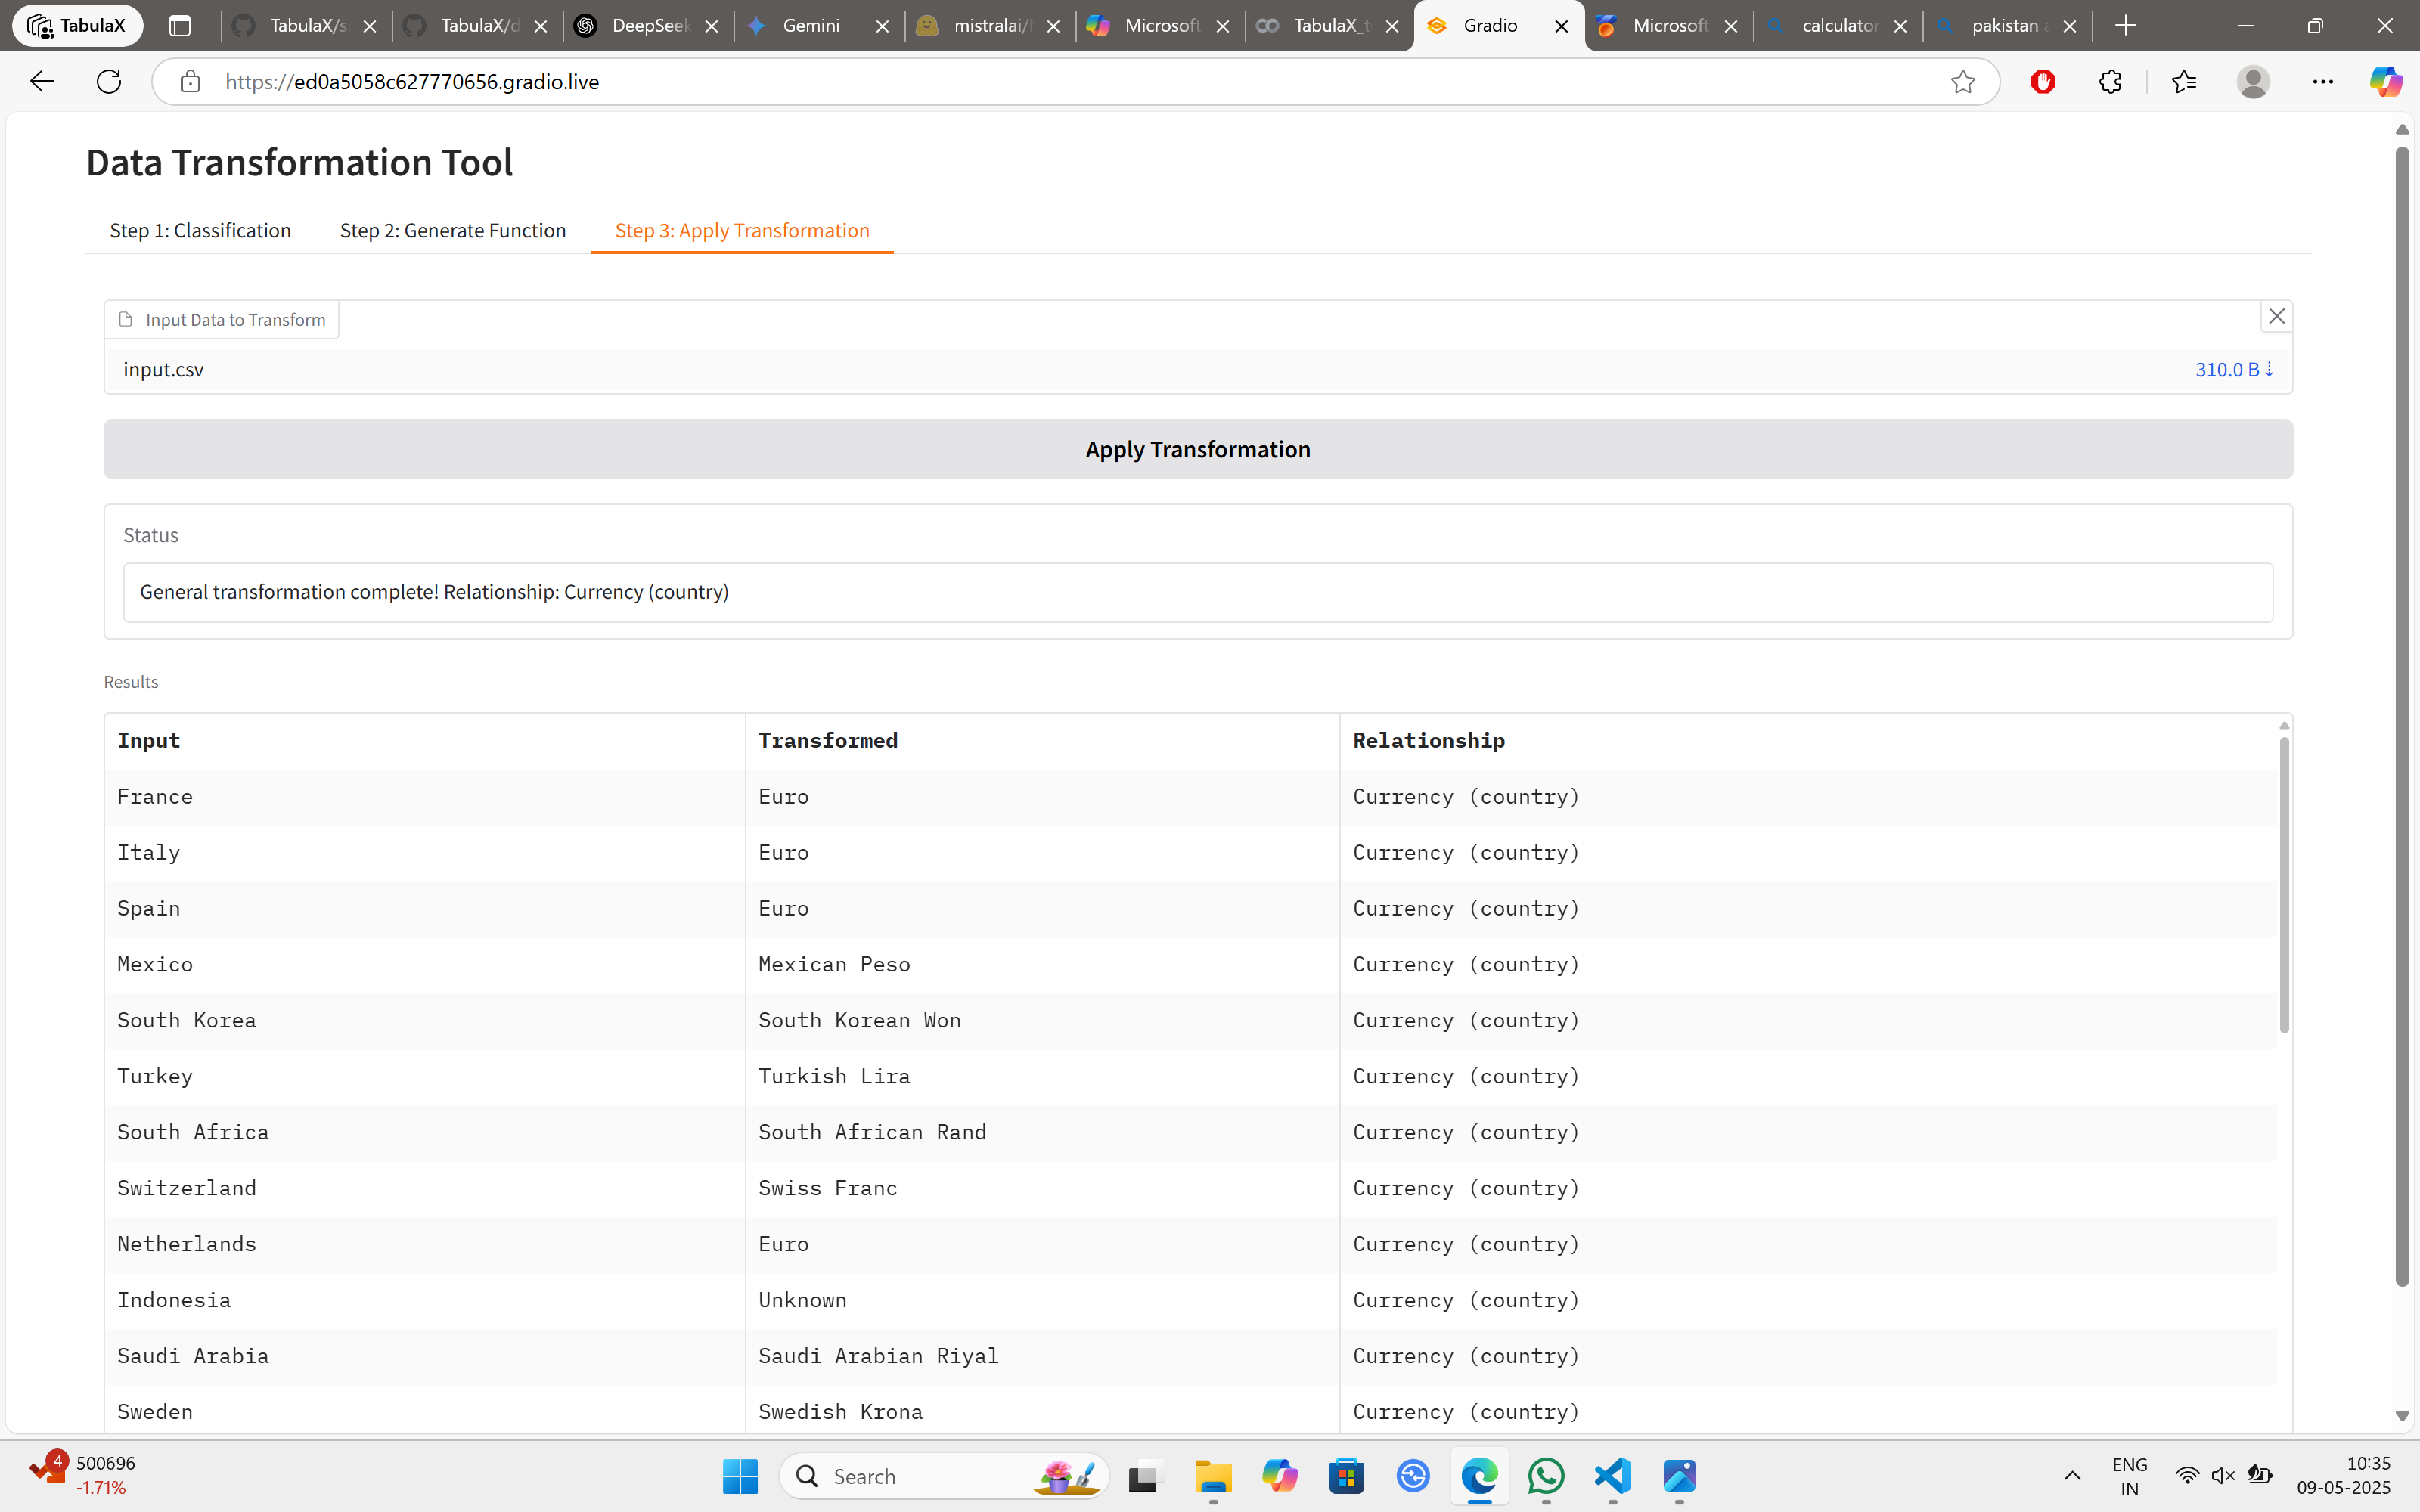 TabulaX
TabulaX/s
TabulaX/d
DeepSeek
Gemini
mistralai/
Microsoft
TabulaX_t
Gradio
Microsoft
calculator
pakistan a
https://ed0a5058c627770656.gradio.live
Data Transformation Tool
Step 1: Classification Step 2: Generate Function Step 3: Apply Transformation
Input Data to Transform
input.csv 310.0 B ⇣
Apply Transformation
Status
General transformation complete! Relationship: Currency (country)
Results
Input Transformed Relationship
France Euro Currency (country)
Italy Euro Currency (country)
Spain Euro Currency (country)
Mexico Mexican Peso Currency (country)
South Korea South Korean Won Currency (country)
Turkey Turkish Lira Currency (country)
South Africa South African Rand Currency (country)
Switzerland Swiss Franc Currency (country)
Netherlands Euro Currency (country)
Indonesia Unknown Currency (country)
Saudi Arabia Saudi Arabian Riyal Currency (country)
Sweden Swedish Krona Currency (country)
4
500696
-1.71%
Search
ENG
IN
10:35
09-05-2025